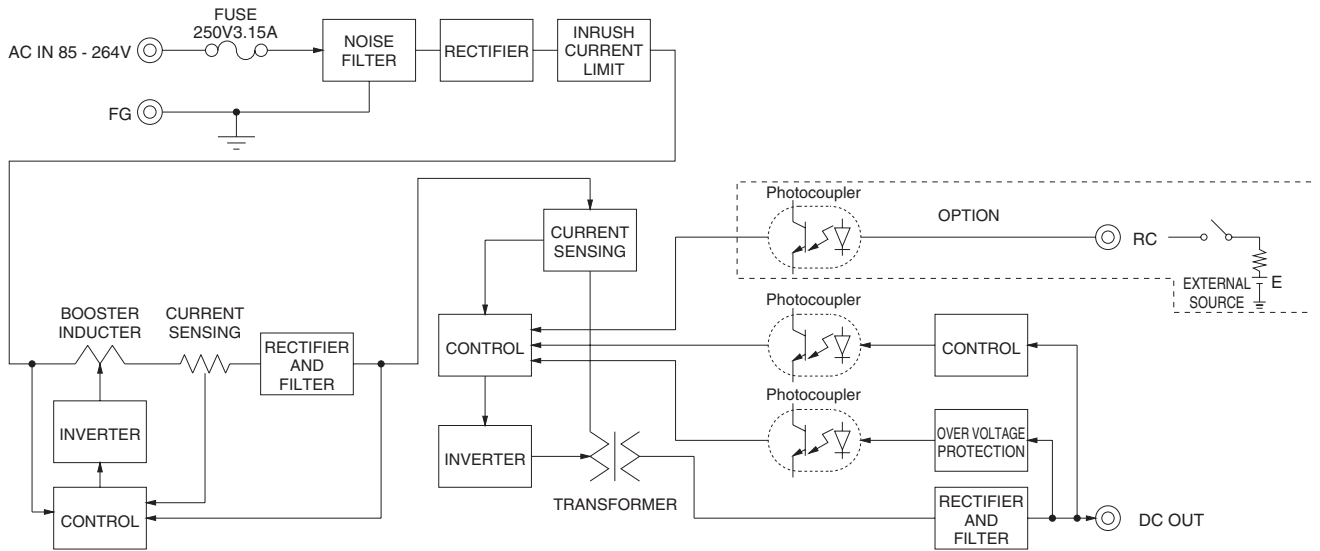 FUSE
250V3.15A
AC IN 85 - 264V
NOISE
FILTER
RECTIFIER
INRUSH
CURRENT
LIMIT
FG
Photocoupler
OPTION
RC
EXTERNAL
SOURCE
E
CURRENT
SENSING
BOOSTER
INDUCTER
CURRENT
SENSING
RECTIFIER
AND
FILTER
CONTROL
Photocoupler
CONTROL
Photocoupler
INVERTER
INVERTER
OVER VOLTAGE
PROTECTION
TRANSFORMER
CONTROL
RECTIFIER
AND
FILTER
DC OUT